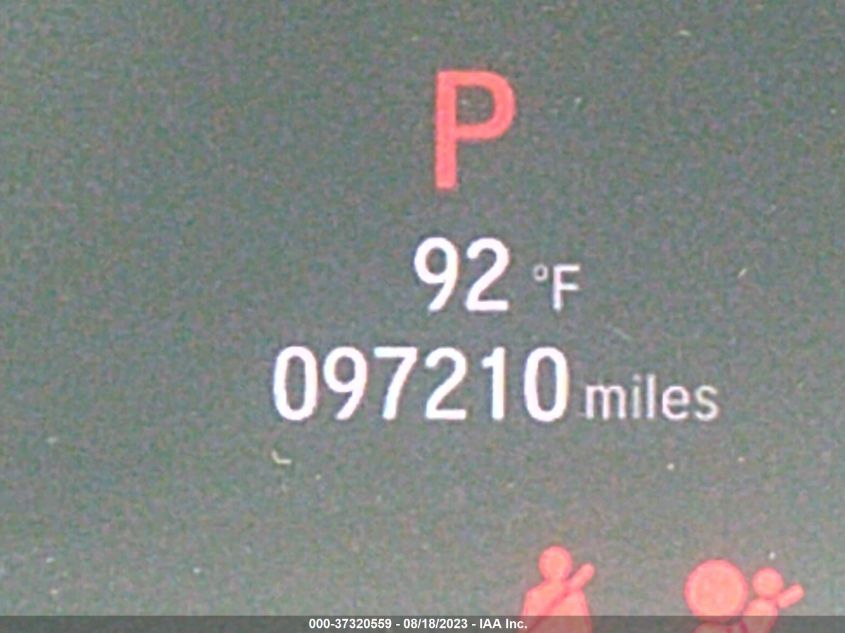 P
92 °F
097210 miles
000-37320559 - 08/18/2023 - IAA Inc.